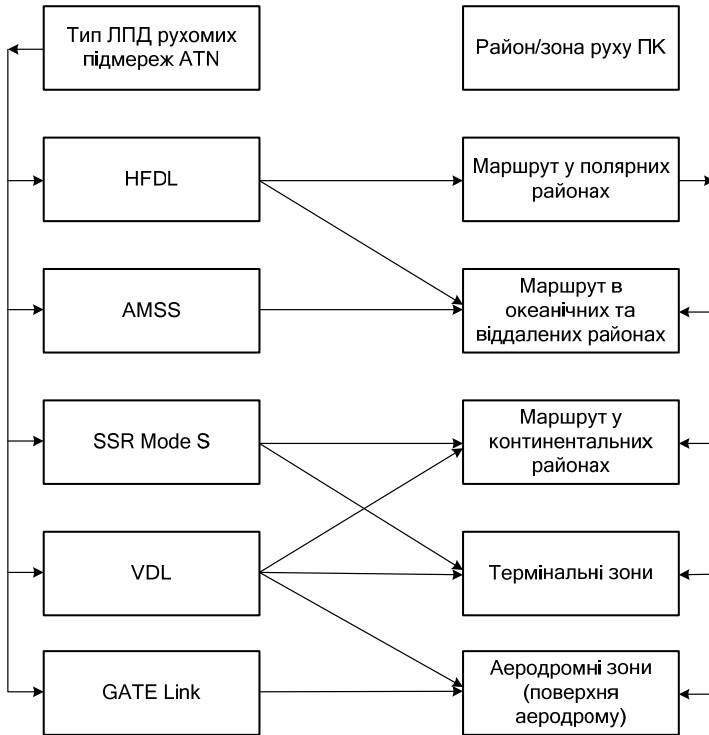 Тип ЛПД рухомих
підмереж ATN
Район/зона руху ПК
HFDL
Маршрут у полярних
районах
AMSS
Маршрут в
океанічних та
віддалених районах
SSR Mode S
Маршрут у
континентальних
районах
VDL
Термінальні зони
GATE Link
Аеродромні зони
(поверхня
аеродрому)